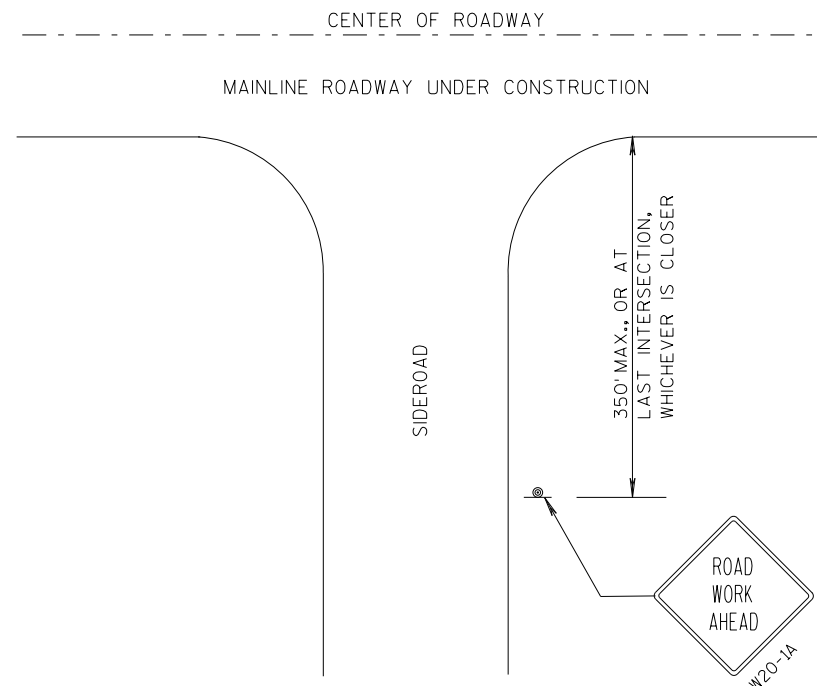 CENTER OF ROADWAY
MAINLINE ROADWAY UNDER CONSTRUCTION
350' MAX., OR AT
LAST INTERSECTION,
WHICHEVER IS CLOSER
SIDEROAD
ROAD
WORK
AHEAD
W20-1A